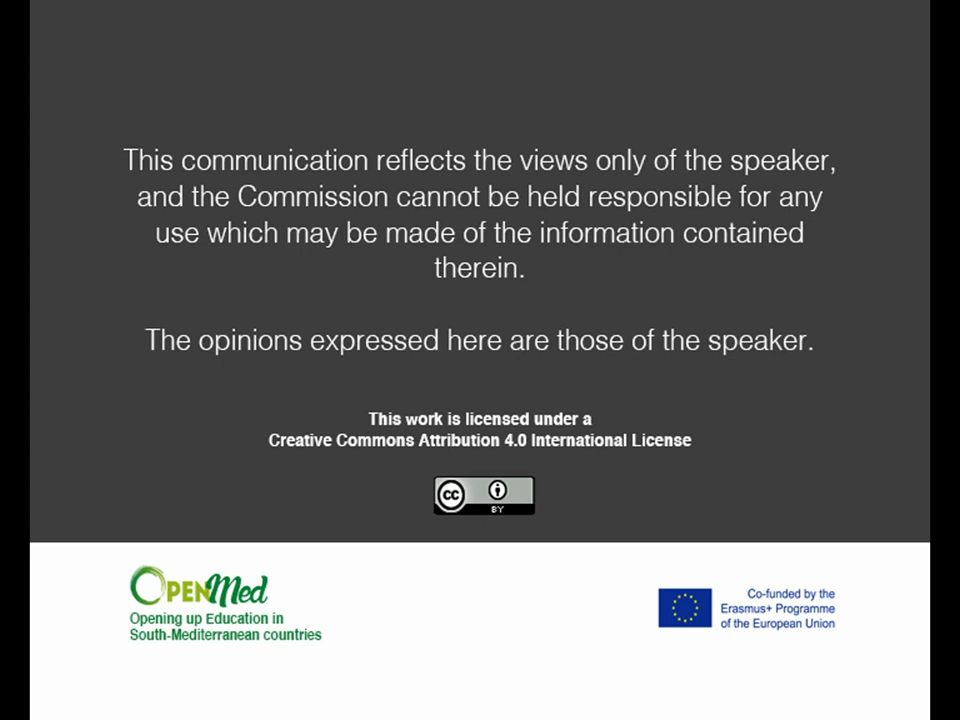 This communication reflects the views only of the speaker,
and the Commission cannot be held responsible for any
use which may be made of the information contained
therein.
The opinions expressed here are those of the speaker.
This work is licensed under a
Creative Commons Attribution 4.0 International License
cc
BY
OPENMed
Opening up Education in
South-Mediterranean countries
Co-funded by the
Erasmus+ Programme
of the European Union